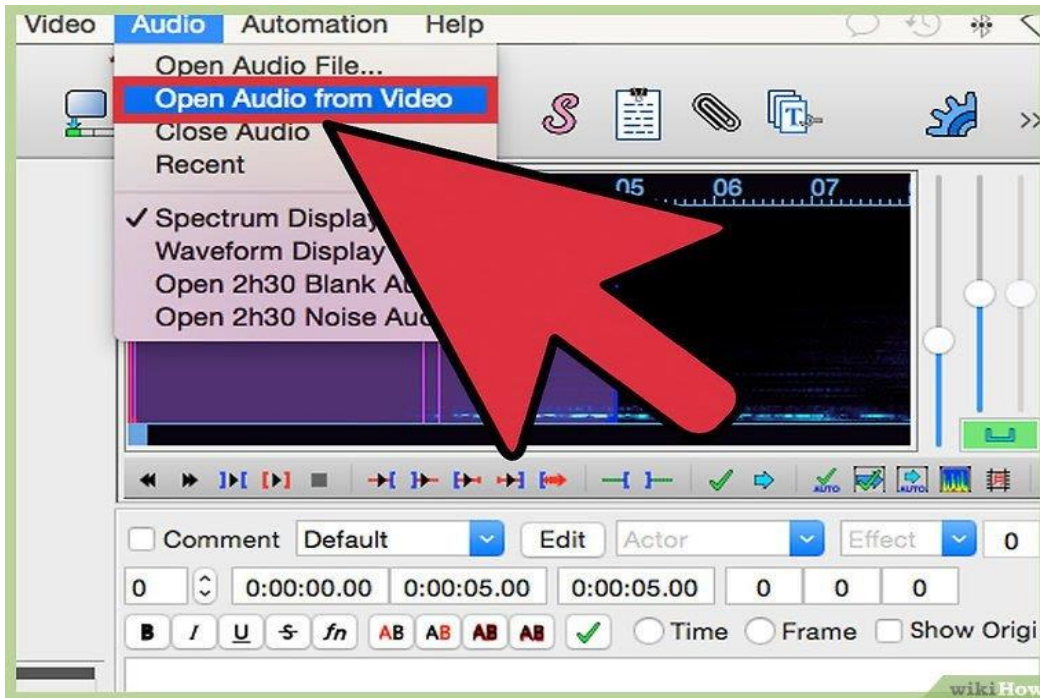 Video Audio Automation Help
Open Audio File...
Open Audio from Video
Close Audio
Recent
✓ Spectrum Display
Waveform Display
Open 2h30 Blank
Open 2h30 Noise
05 06 07
AUTO AUTO
Comment Default Edit Actor Effect 0
0 0:00:00.00 0:00:05.00 0:00:05.00 0 0 0
B I U S fn AB AB AB AB Time Frame Show Origi
wikiHow